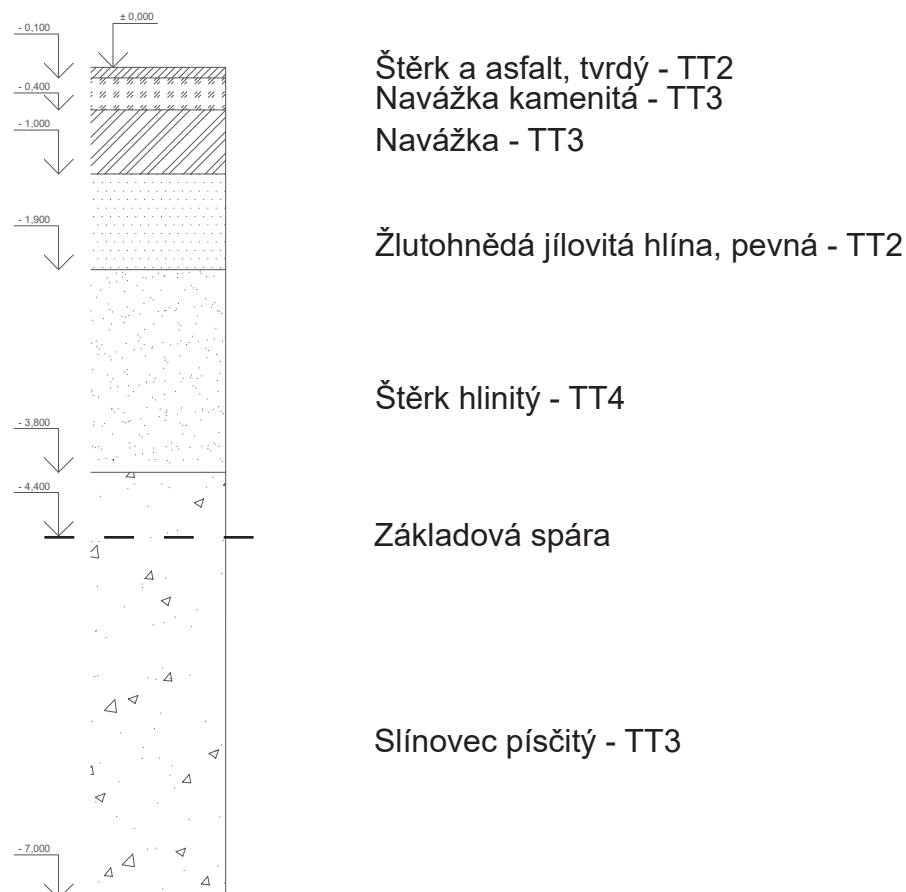 ± 0,000
- 0,100
Štěrk a asfalt, tvrdý - TT2
- 0,400
Navážka kamenitá - TT3
- 1,000
Navážka - TT3
- 1,900
Žlutohnědá jílovitá hlína, pevná - TT2
Štěrk hlinitý - TT4
- 3,800
- 4,400
Základová spára
Slínovec písčitý - TT3
- 7,000